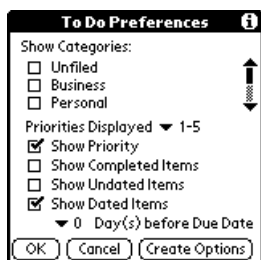 To Do Preferences
Show Categories:
Unfiled
Business
Personal
Priorities Displayed 1-5
Show Priority
Show Completed Items
Show Undated Items
Show Dated Items
0 Day(s) before Due Date
OK Cancel Create Options